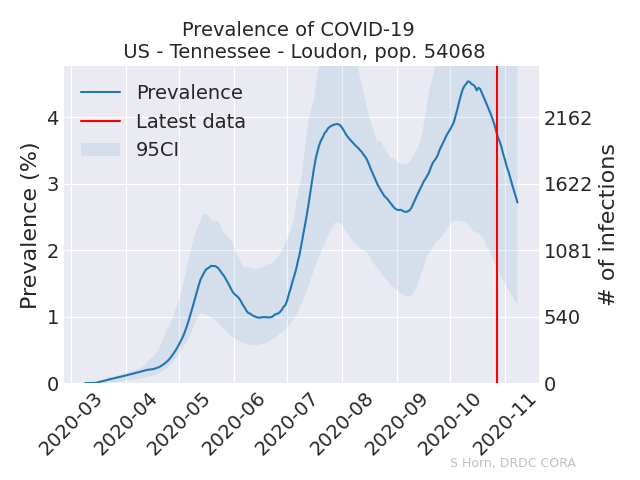 Prevalence of COVID-19
US - Tennessee - Loudon, pop. 54068
Prevalence
Latest data
95CI
Prevalence (%)
4
3
2
1
0
2162
1622
1081
540
0
# of infections
2020-03
2020-04
2020-05
2020-06
2020-07
2020-08
2020-09
2020-10
2020-11
S Horn, DRDC CORA